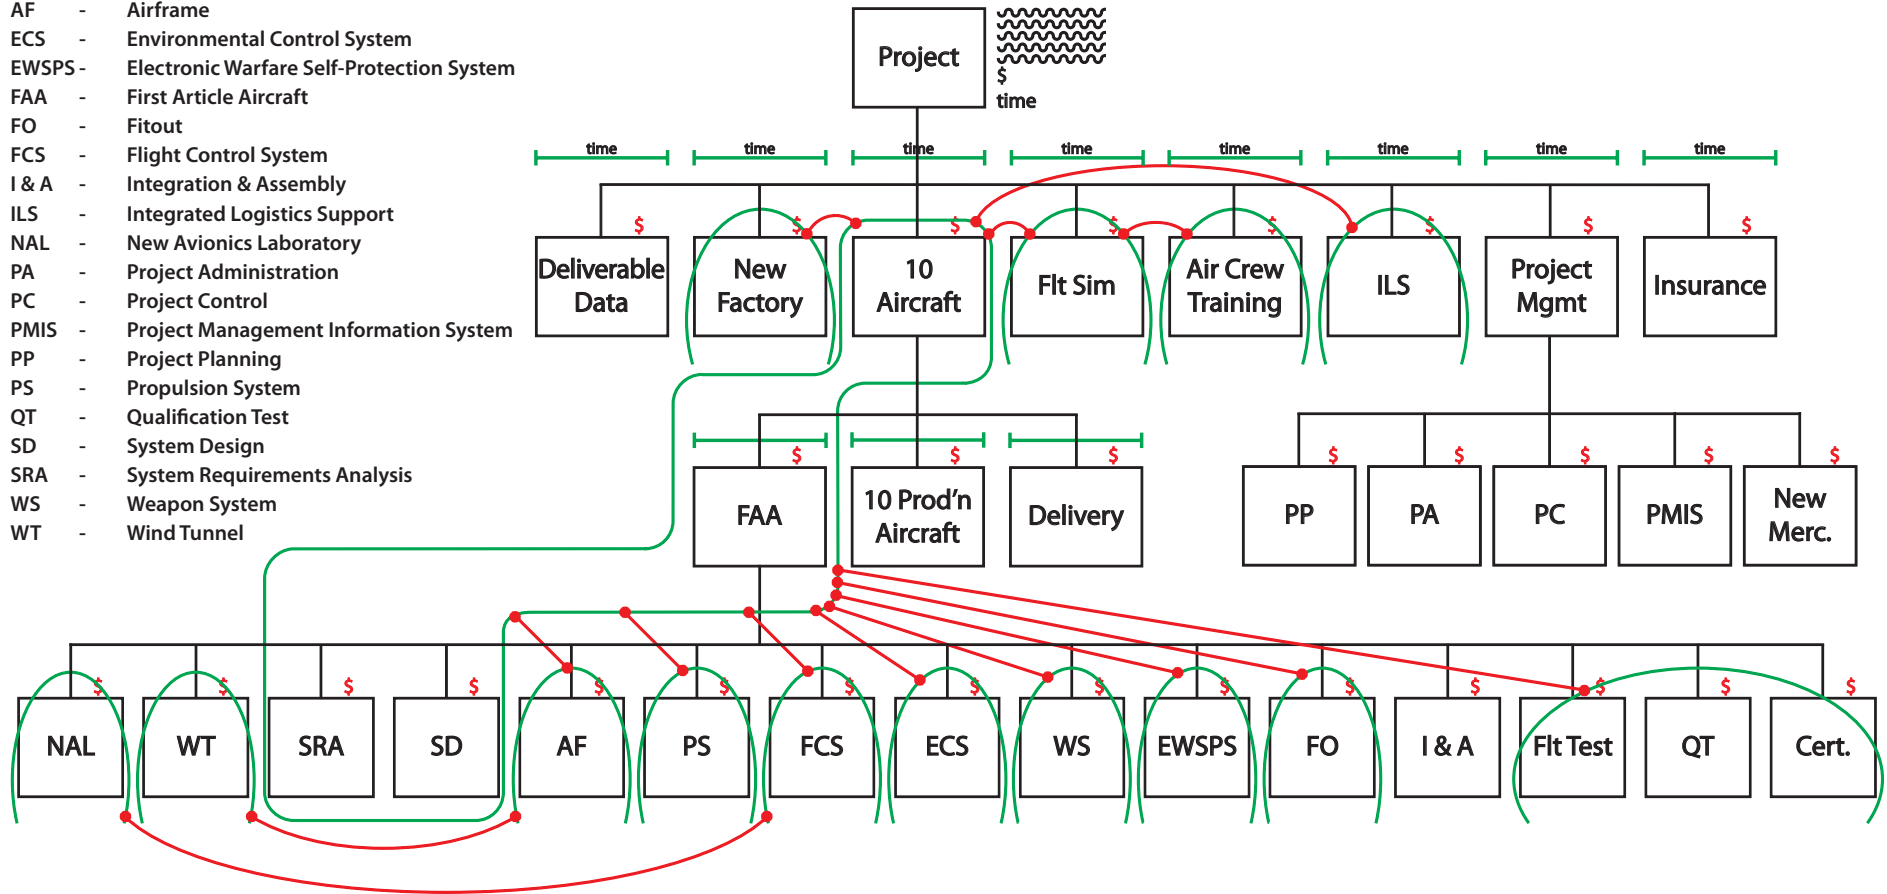 AF - Airframe
ECS - Environmental Control System
EWSPS - Electronic Warfare Self-Protection System
FAA - First Article Aircraft
FO - Fitout
FCS - Flight Control System
I & A - Integration & Assembly
ILS - Integrated Logistics Support
NAL - New Avionics Laboratory
PA - Project Administration
PC - Project Control
PMIS - Project Management Information System
PP - Project Planning
PS - Propulsion System
QT - Qualification Test
SD - System Design
SRA - System Requirements Analysis
WS - Weapon System
WT - Wind Tunnel
Project
$
time
time time time time time time time time
$ $ $ $ $ $ $ $
Deliverable
Data
New
Factory
10
Aircraft
Flt Sim
Air Crew
Training
ILS
Project
Mgmt
Insurance
$ $ $ $ $ $ $ $
FAA
10 Prod'n
Aircraft
Delivery
PP
PA
PC
PMIS
New
Merc.
$ $ $ $ $ $ $ $ $ $ $ $ $ $ $
NAL
WT
SRA
SD
AF
PS
FCS
ECS
WS
EWSPS
FO
I & A
Flt Test
QT
Cert.